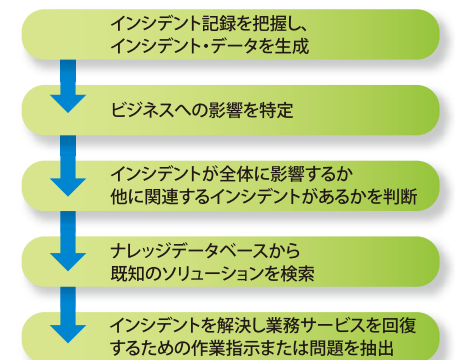 インシデント記録を把握し、
インシデント・データを生成
ビジネスへの影響を特定
インシデントが全体に影響するか
他に関連するインシデントがあるかを判断
ナレッジデータベースから
既知のソリューションを検索
インシデントを解決し業務サービスを回復
するための作業指示または問題を抽出